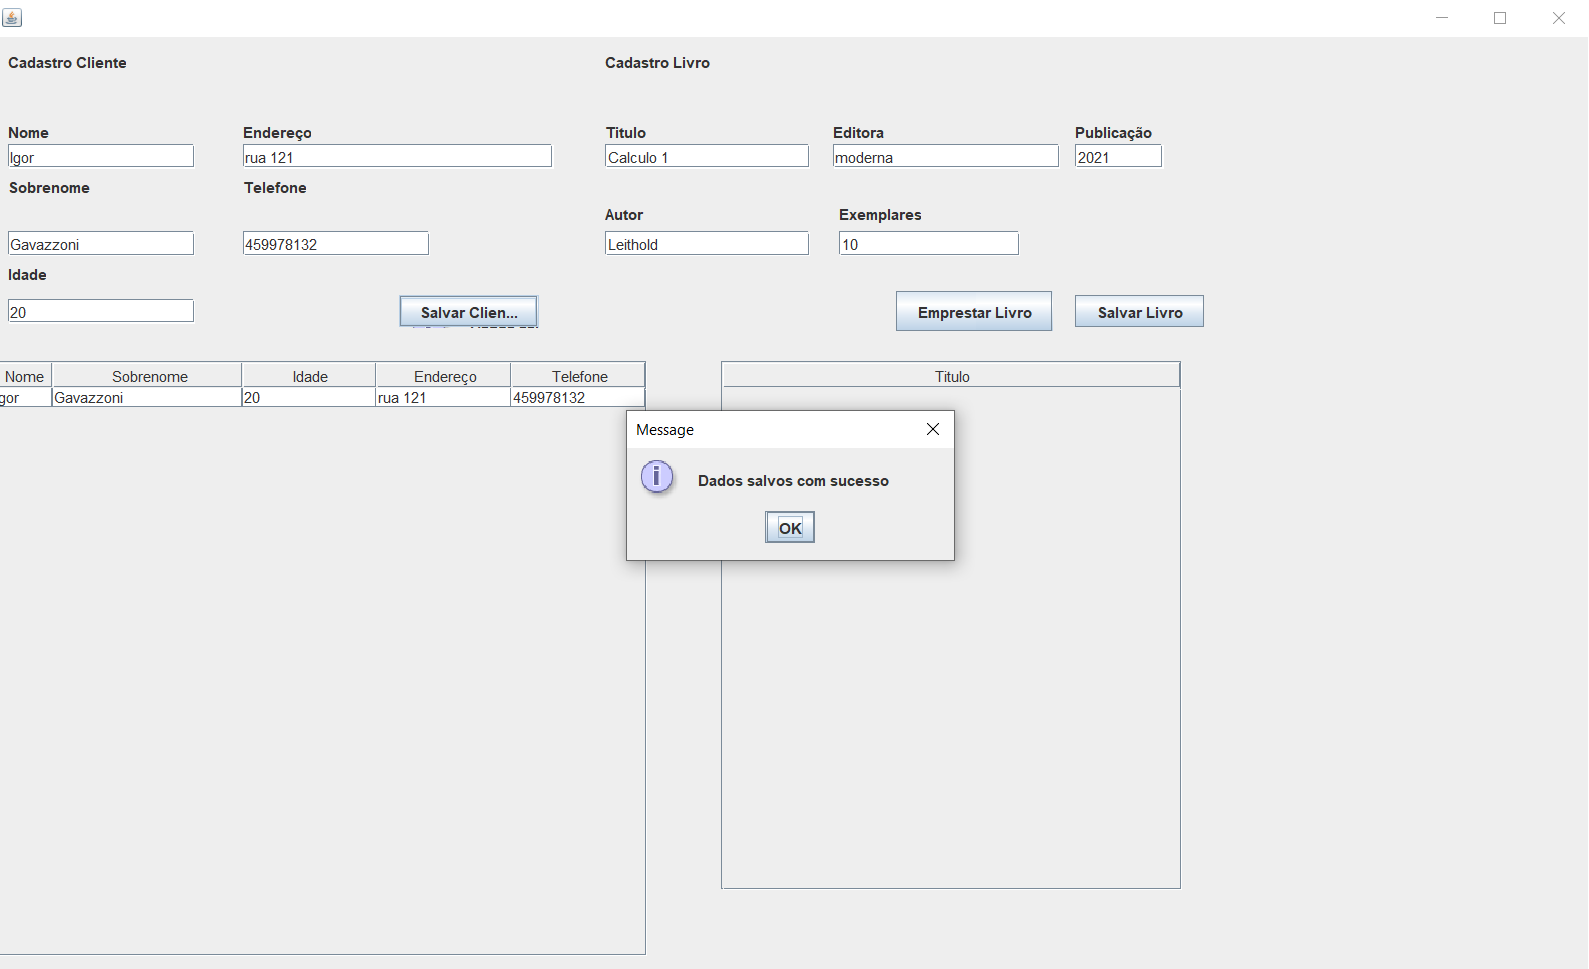 Cadastro Cliente
Cadastro Livro
Nome
Endereço
Titulo
Editora
Publicação
Igor
rua 121
Calculo 1
moderna
2021
Sobrenome
Telefone
Autor
Exemplares
Gavazzoni
459978132
Leithold
10
Idade
20
Salvar Clien...
Emprestar Livro
Salvar Livro
Nome Sobrenome Idade Endereço Telefone
gor Gavazzoni 20 rua 121 459978132
Titulo
Message
Dados salvos com sucesso
OK